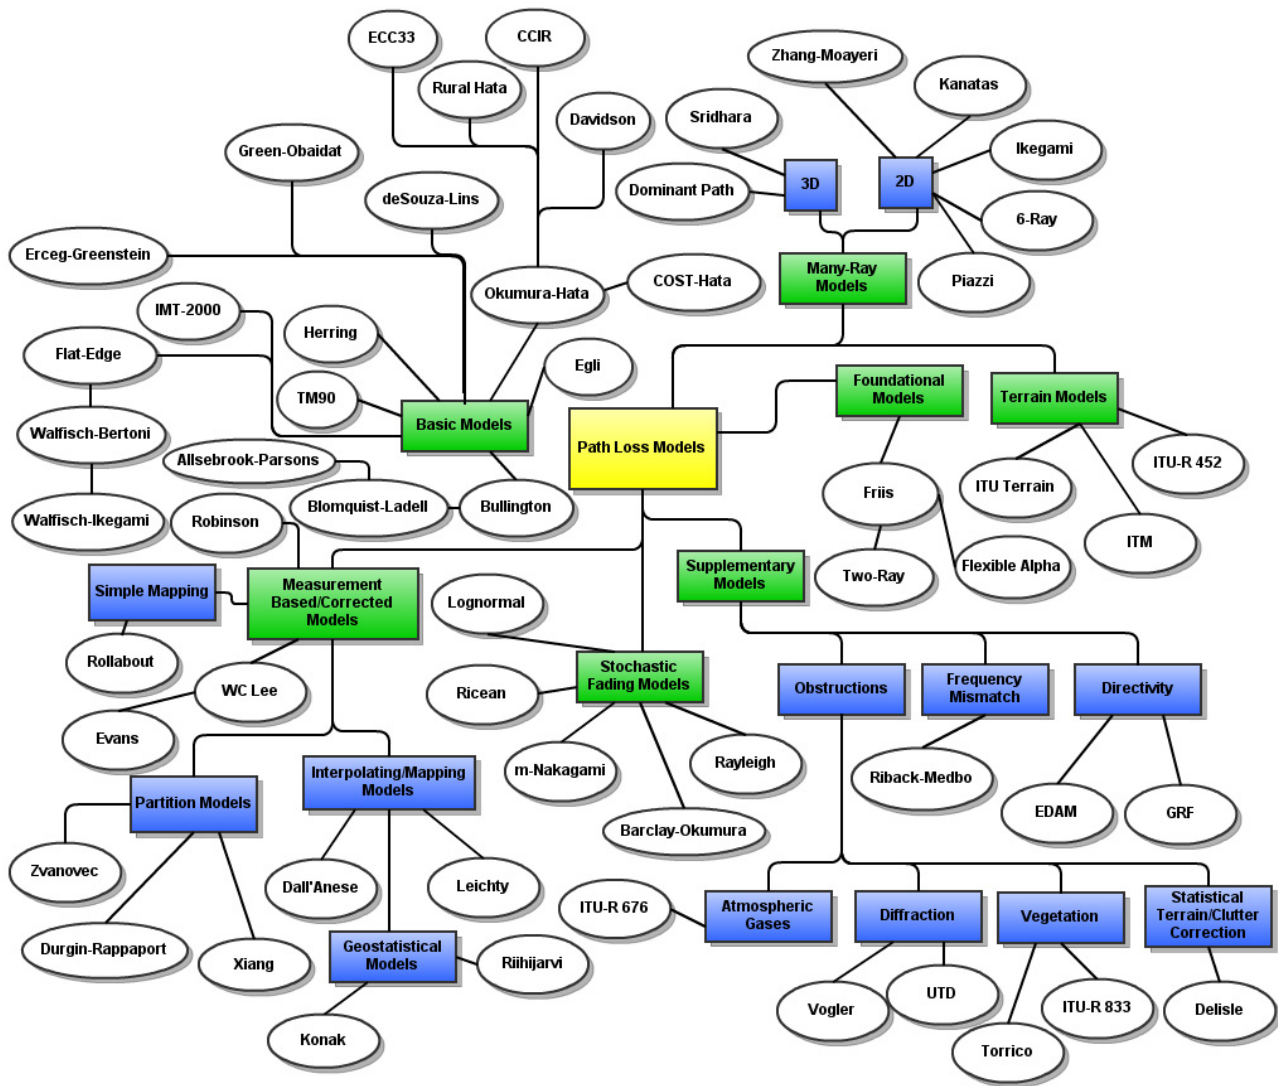 ECC33
CCIR
Zhang-Moayeri
Rural Hata
Kanatas
Davidson
Sridhara
Green-Obaidat
Ikegami
3D
2D
deSouza-Lins
Dominant Path
6-Ray
Erceg-Greenstein
Many-Ray
Models
Piazzi
Okumura-Hata
COST-Hata
IMT-2000
Herring
Flat-Edge
Egli
Foundational
Models
Terrain Models
TM90
Basic Models
Path Loss Models
Walfisch-Bertoni
Allsebrook-Parsons
ITU-R 452
ITU Terrain
Friis
Blomquist-Ladell
Bullington
Walfisch-Ikegami
Robinson
ITM
Supplementary
Models
Two-Ray
Flexible Alpha
Simple Mapping
Measurement
Based/Corrected
Models
Lognormal
Rollabout
Stochastic
Fading Models
Obstructions
Frequency
Mismatch
Directivity
WC Lee
Ricean
Evans
m-Nakagami
Rayleigh
Riback-Medbo
Interpolating/Mapping
Models
Partition Models
EDAM
GRF
Barclay-Okumura
Zvanovec
Dall'Anese
Leichty
ITU-R 676
Atmospheric
Gases
Diffraction
Vegetation
Statistical
Terrain/Clutter
Correction
Durgin-Rappaport
Xiang
Geostatistical
Models
Riihijarvi
Vogler
UTD
ITU-R 833
Delisle
Konak
Torrico